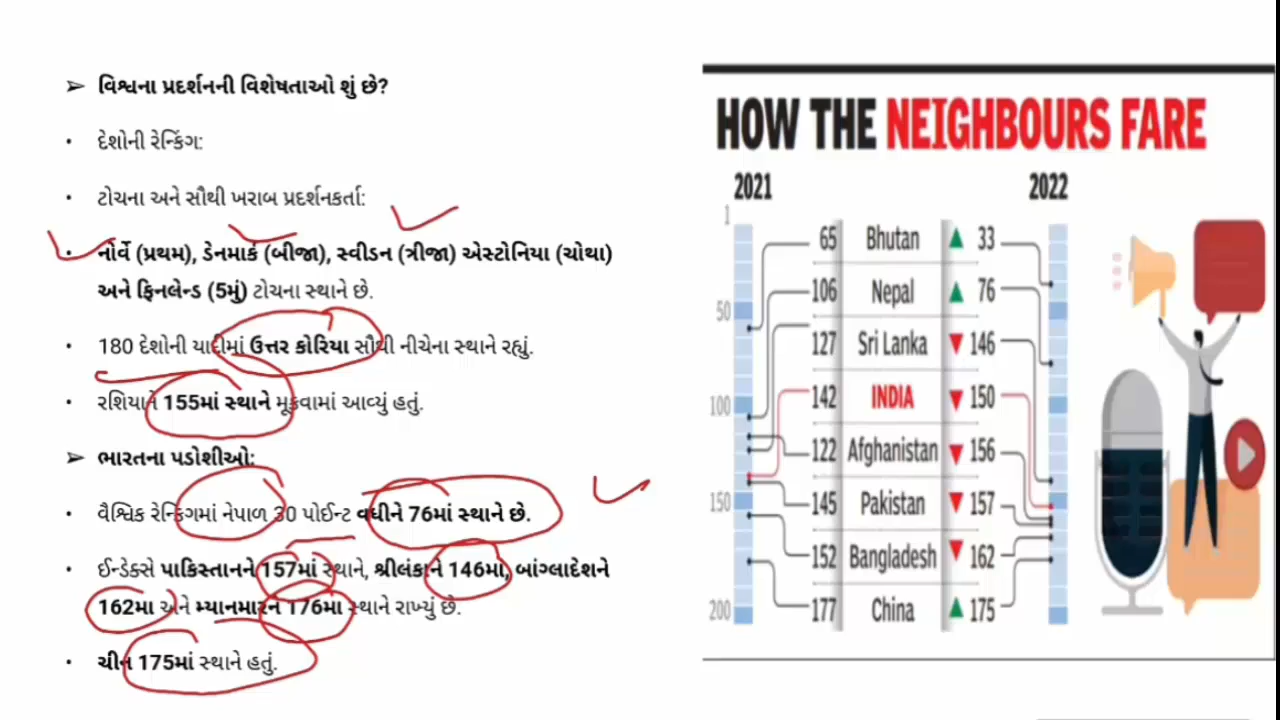 ➢ વિશ્વના પ્રદર્શનની વિશેષતાઓ શું છે?
• દેશોની રેન્કિંગ:
• ટોચના અને સૌથી ખરાબ પ્રદર્શનકર્તા:
• નોર્વે (પ્રથમ), ડેનમાર્ક (બીજા), સ્વીડન (ત્રીજા) એસ્ટોનિયા (ચોથા)
અને ફિનલેન્ડ (5મું) ટોચના સ્થાને છે.
• 180 દેશોની યાદીમાં ઉત્તર કોરિયા સૌથી નીચેના સ્થાને રહ્યું.
• રશિયાને 155માં સ્થાને મૂકવામાં આવ્યું હતું.
➢ ભારતના પડોશીઓ:
• વૈશ્વિક રેન્કિંગમાં નેપાળ 30 પોઈન્ટ વધીને 76માં સ્થાને છે.
• ઈન્ડેક્સે પાકિસ્તાનને 157માં સ્થાને, શ્રીલંકાને 146મા, બાંગ્લાદેશને
162મા અને મ્યાનમારને 176મા સ્થાને રાખ્યું છે.
• ચીન 175માં સ્થાને હતું.
HOW THE NEIGHBOURS FARE
2021 2022
1
50
100
150
200
65 Bhutan ▲ 33
106 Nepal ▲ 76
127 Sri Lanka ▼ 146
142 INDIA ▼ 150
122 Afghanistan ▼ 156
145 Pakistan ▼ 157
152 Bangladesh ▼ 162
177 China ▲ 175